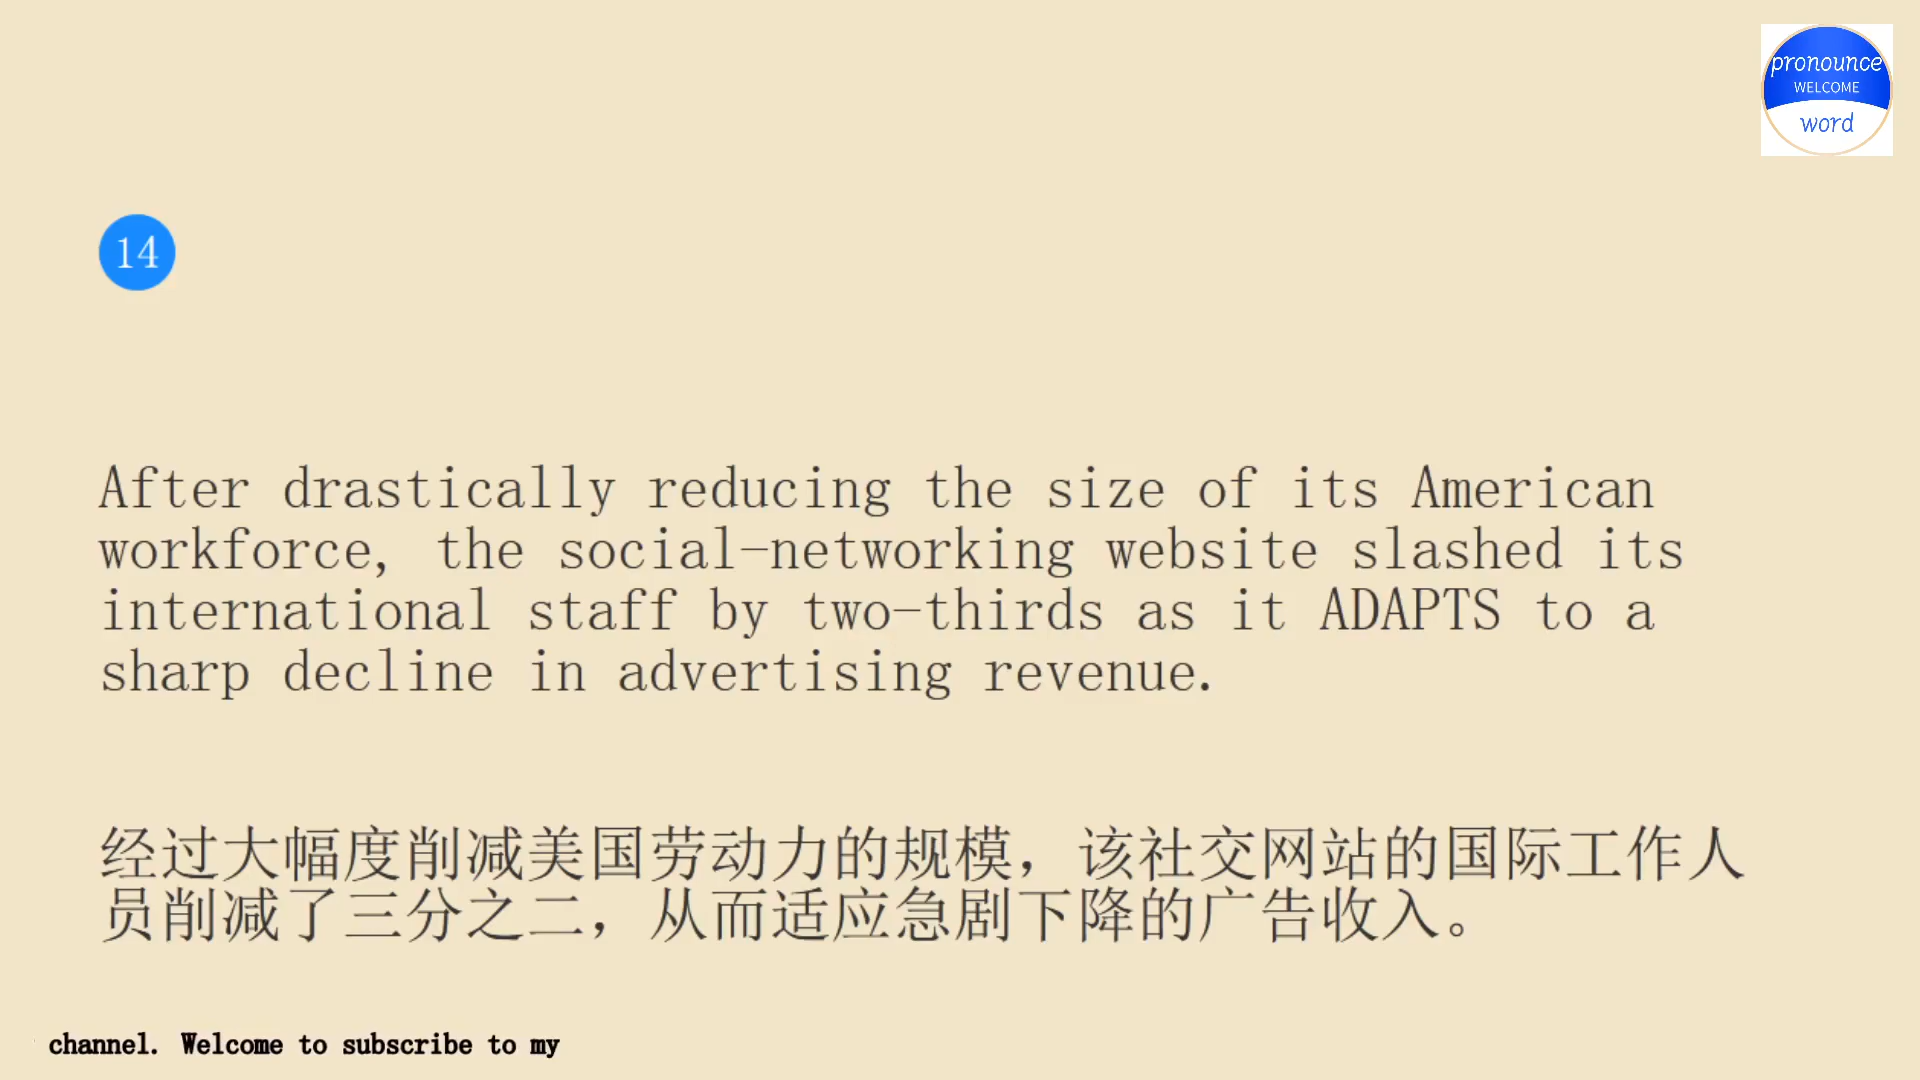 pronounce
WELCOME
word
14
After drastically reducing the size of its American
workforce, the social-networking website slashed its
international staff by two-thirds as it ADAPTS to a
sharp decline in advertising revenue.
经过大幅度削减美国劳动力的规模，该社交网站的国际工作人
员削减了三分之二，从而适应急剧下降的广告收入。
channel. Welcome to subscribe to my